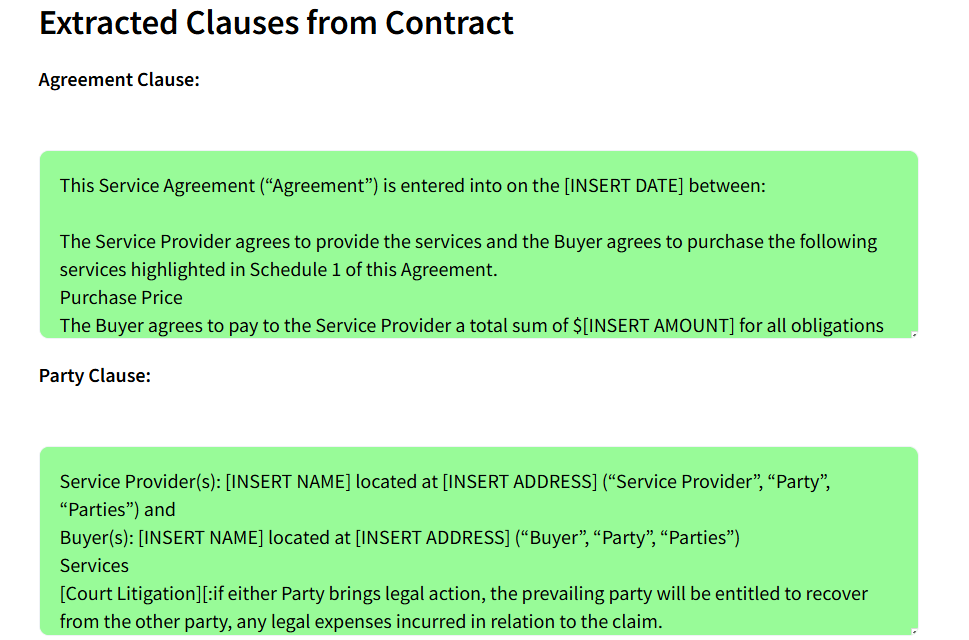 Extracted Clauses from Contract
Agreement Clause:
This Service Agreement (“Agreement”) is entered into on the [INSERT DATE] between:
The Service Provider agrees to provide the services and the Buyer agrees to purchase the following
services highlighted in Schedule 1 of this Agreement.
Purchase Price
The Buyer agrees to pay to the Service Provider a total sum of $[INSERT AMOUNT] for all obligations
Party Clause:
Service Provider(s): [INSERT NAME] located at [INSERT ADDRESS] (“Service Provider”, “Party”,
“Parties”) and
Buyer(s): [INSERT NAME] located at [INSERT ADDRESS] (“Buyer”, “Party”, “Parties”)
Services
[Court Litigation][:if either Party brings legal action, the prevailing party will be entitled to recover
from the other party, any legal expenses incurred in relation to the claim.